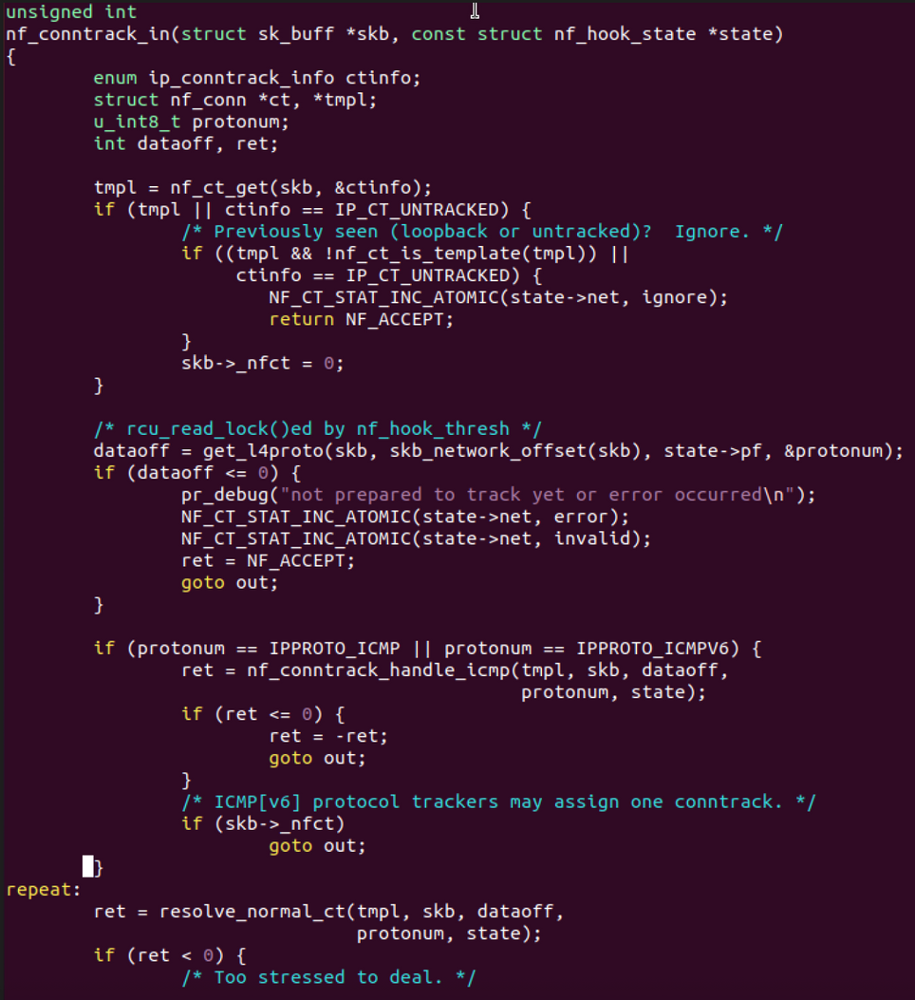 unsigned int
nf_conntrack_in(struct sk_buff *skb, const struct nf_hook_state *state)
{
        enum ip_conntrack_info ctinfo;
        struct nf_conn *ct, *tmpl;
        u_int8_t protonum;
        int dataoff, ret;

        tmpl = nf_ct_get(skb, &ctinfo);
        if (tmpl || ctinfo == IP_CT_UNTRACKED) {
                /* Previously seen (loopback or untracked)?  Ignore. */
                if ((tmpl && !nf_ct_is_template(tmpl)) ||
                     ctinfo == IP_CT_UNTRACKED) {
                        NF_CT_STAT_INC_ATOMIC(state->net, ignore);
                        return NF_ACCEPT;
                }
                skb->_nfct = 0;
        }

        /* rcu_read_lock()ed by nf_hook_thresh */
        dataoff = get_l4proto(skb, skb_network_offset(skb), state->pf, &protonum);
        if (dataoff <= 0) {
                pr_debug("not prepared to track yet or error occurred\n");
                NF_CT_STAT_INC_ATOMIC(state->net, error);
                NF_CT_STAT_INC_ATOMIC(state->net, invalid);
                ret = NF_ACCEPT;
                goto out;
        }

        if (protonum == IPPROTO_ICMP || protonum == IPPROTO_ICMPV6) {
                ret = nf_conntrack_handle_icmp(tmpl, skb, dataoff,
                                               protonum, state);
                if (ret <= 0) {
                        ret = -ret;
                        goto out;
                }
                /* ICMP[v6] protocol trackers may assign one conntrack. */
                if (skb->_nfct)
                        goto out;
        }
repeat:
        ret = resolve_normal_ct(tmpl, skb, dataoff,
                                protonum, state);
        if (ret < 0) {
                /* Too stressed to deal. */